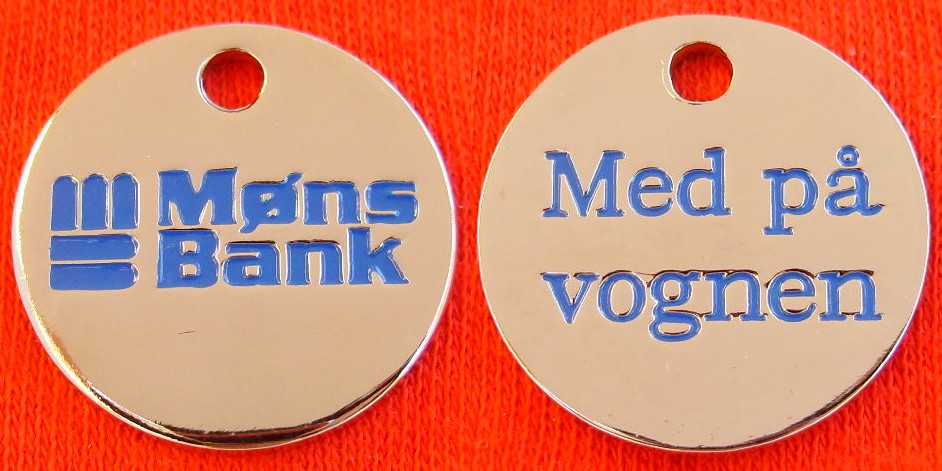 Møns
Bank
Med på
vognen